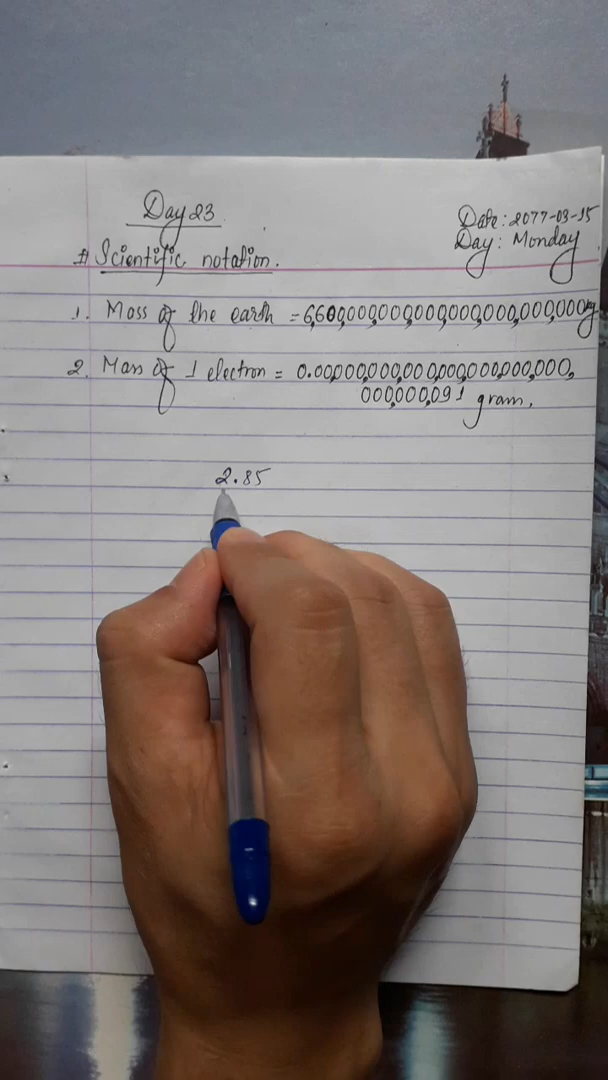 Day 23
Date: 2077-03-15
Day: Monday
# Scientific notation.
1. Mass of the earth = 6,600,000,000,000,000,000,000,000kg
2. Mass of 1 electron = 0.00,000,000,000,000,000,000,000,
000,000,091 gram.
2.85